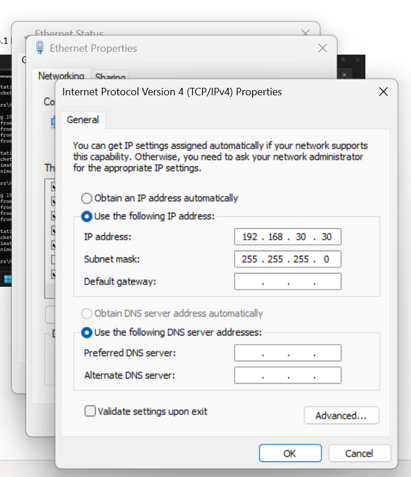 Ethernet Status
Ethernet Properties
Networking
Sharing
Internet Protocol Version 4 (TCP/IPv4) Properties
General
You can get IP settings assigned automatically if your network supports
this capability. Otherwise, you need to ask your network administrator
for the appropriate IP settings.
Obtain an IP address automatically
Use the following IP address:
IP address: 192 . 168 . 30 . 30
Subnet mask: 255 . 255 . 255 . 0
Default gateway: . . .
Obtain DNS server address automatically
Use the following DNS server addresses:
Preferred DNS server: . . .
Alternate DNS server: . . .
Validate settings upon exit
Advanced...
OK Cancel